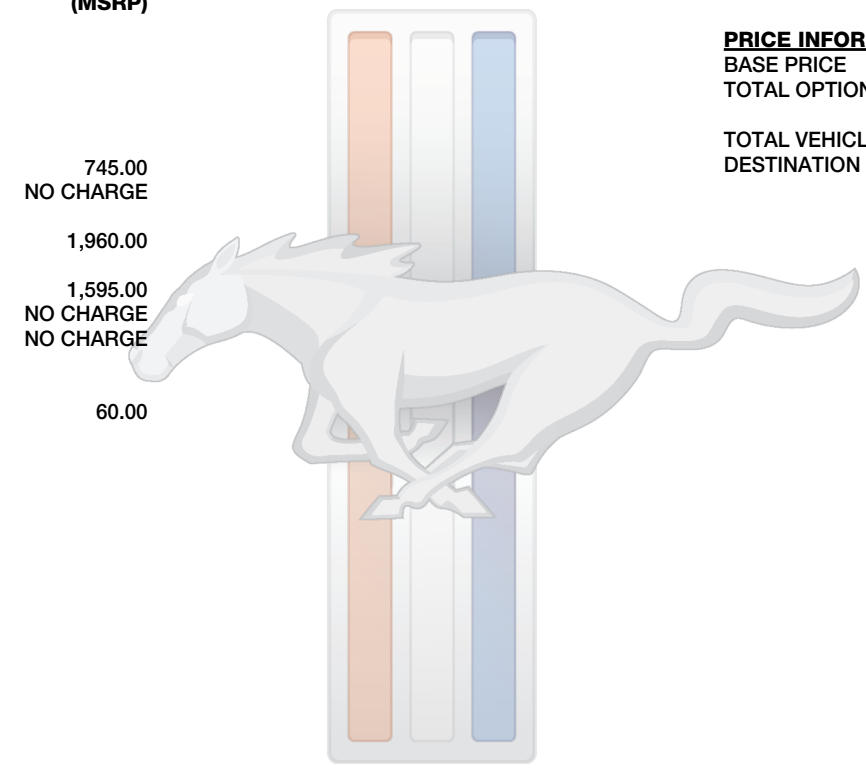 (MSRP)
745.00
NO CHARGE
1,960.00
1,595.00
NO CHARGE
NO CHARGE
60.00
PRICE INFOR
BASE PRICE
TOTAL OPTION
TOTAL VEHICL
DESTINATION